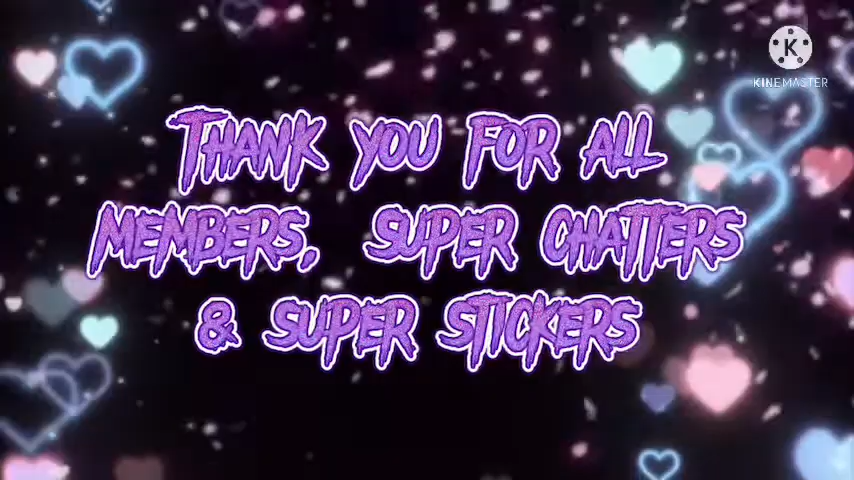 KINEMASTER
THANK YOU FOR ALL
MEMBERS, SUPER CHATTERS
& SUPER STICKERS